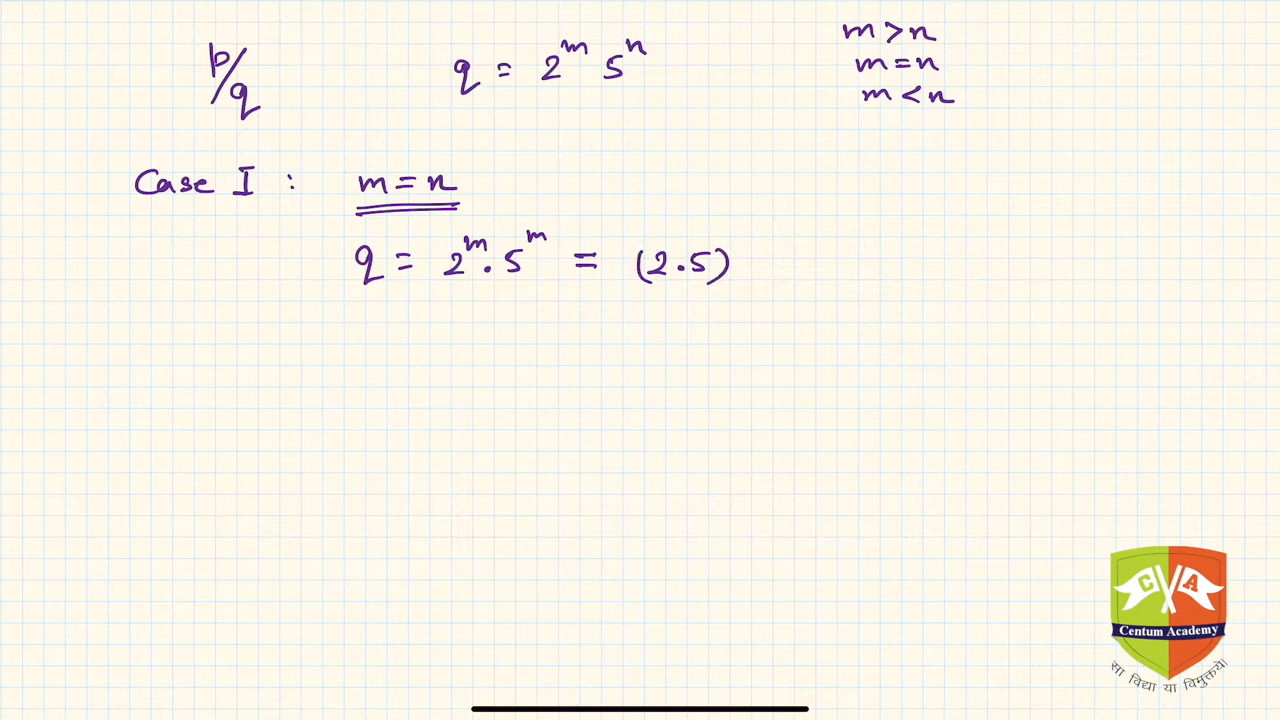 p/q
q = 2^m 5^n
m > n
m = n
m < n
Case I : m = n
q = 2^m . 5^m = (2.5)
C A
Centum Academy
सा विद्या या विमुक्तये।